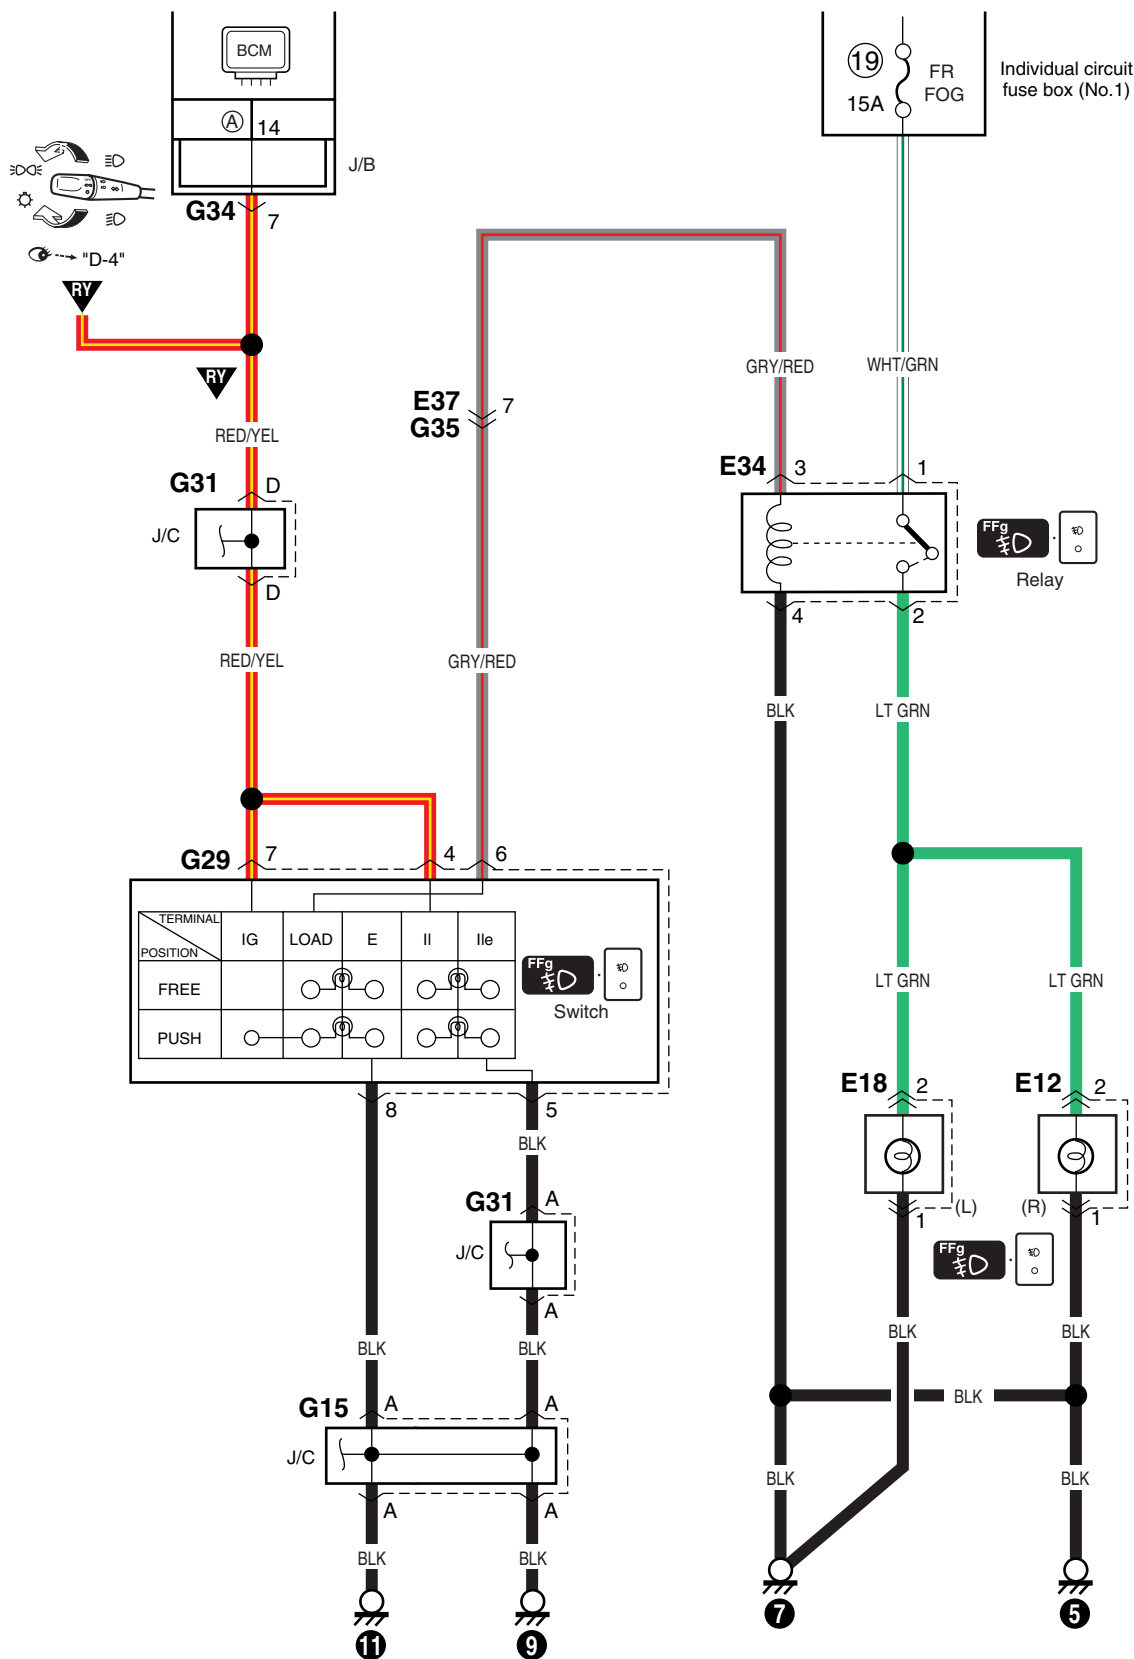 BCM
A 14
J/B
G34
7
"D-4"
RY
RY
RED/YEL
G31
D
J/C
D
RED/YEL
19
15A
FR
FOG
Individual circuit
fuse box (No.1)
GRY/RED
WHT/GRN
E37
G35
7
E34
3
1
FFg
Relay
4
2
GRY/RED
BLK
LT GRN
G29
7
4
6
TERMINAL
POSITION
IG
LOAD
E
II
IIe
FREE
PUSH
FFg
Switch
8
5
LT GRN
LT GRN
E18
2
E12
2
(L)
(R)
1
1
FFg
BLK
G31
A
J/C
A
BLK
BLK
BLK
BLK
BLK
G15
A
A
J/C
A
A
BLK
BLK
BLK
BLK
11
9
7
5